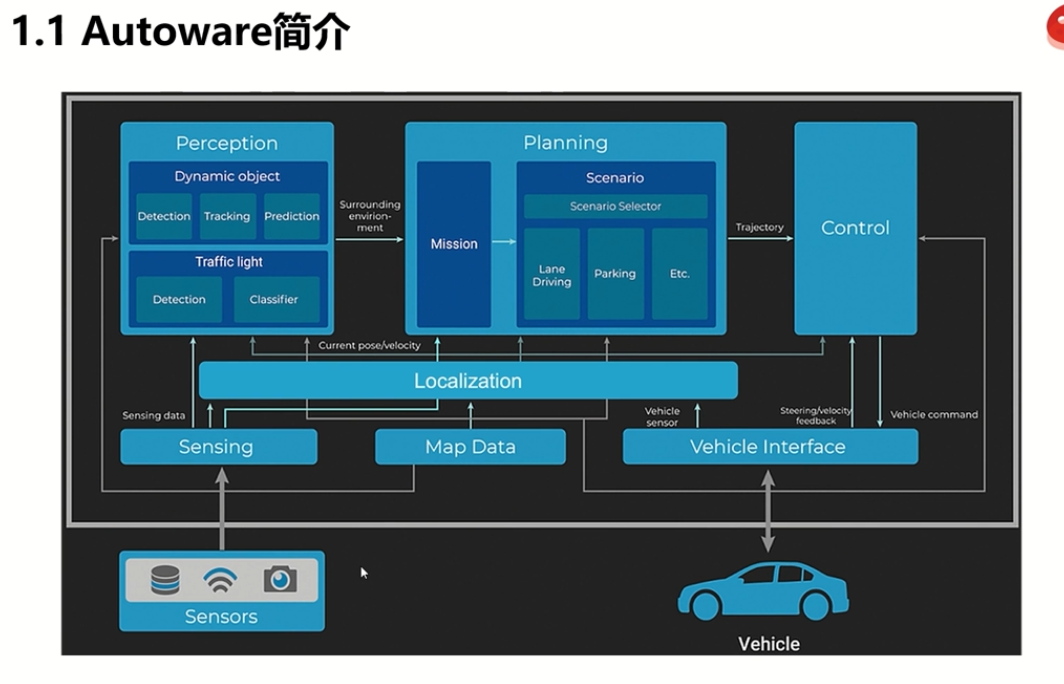 1.1 Autoware简介
Perception
Dynamic object
Detection
Tracking
Prediction
Traffic light
Detection
Classifier
Surrounding
envirion-
ment
Planning
Mission
Scenario
Scenario Selector
Lane
Driving
Parking
Etc.
Trajectory
Control
Current pose/velocity
Localization
Sensing data
Vehicle
sensor
Steering/velocity
feedback
Vehicle command
Sensing
Map Data
Vehicle Interface
Sensors
Vehicle